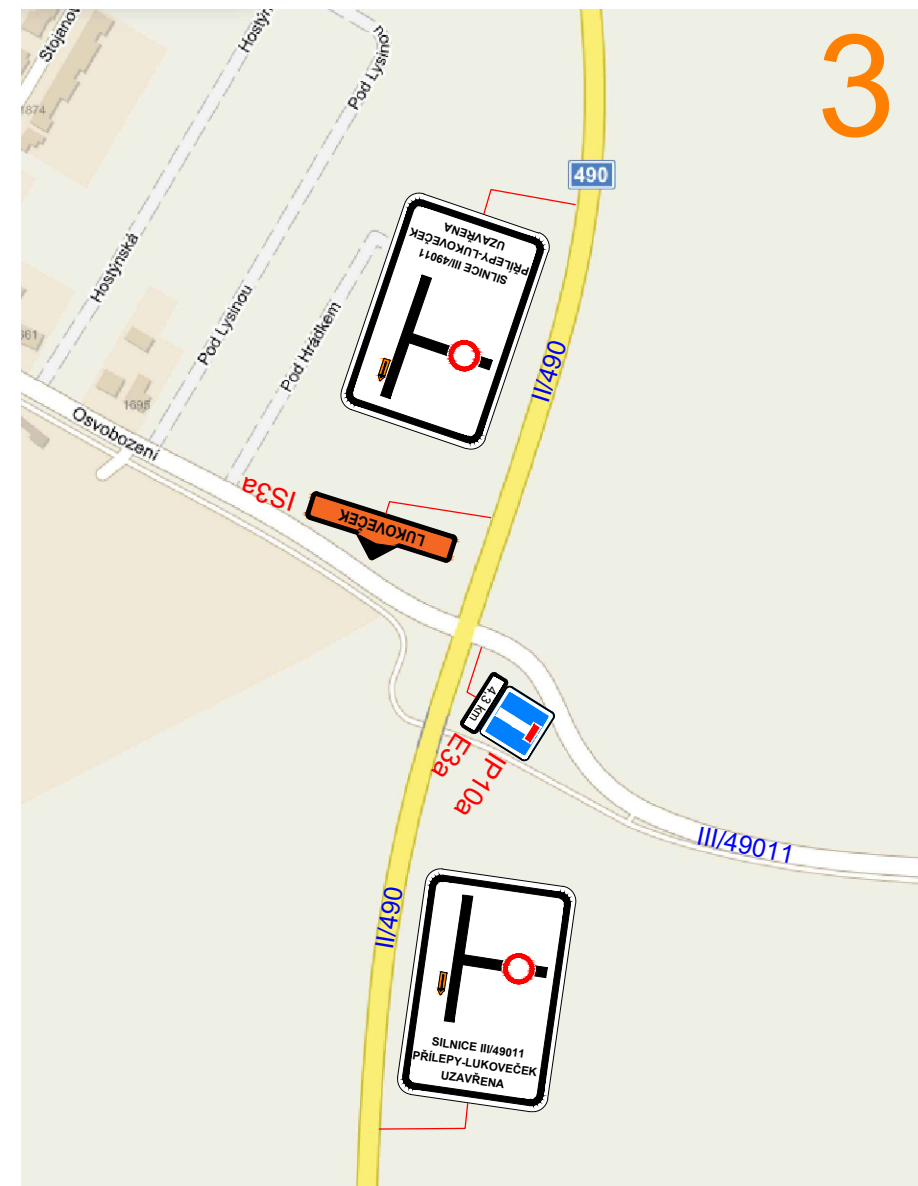 3
Stojanov
Hostýn
Pod Lysinou
1874
490
SILNICE III/49011
PŘÍLEPY-LUKOVEČEK
UZAVŘENA
Hostýnská
Pod Lysinou
Pod Hrádkem
II/490
661
1695
Osvobození
IS3a
LUKOVEČEK
4,3 km
E3a
IP10a
III/49011
II/490
SILNICE III/49011
PŘÍLEPY-LUKOVEČEK
UZAVŘENA